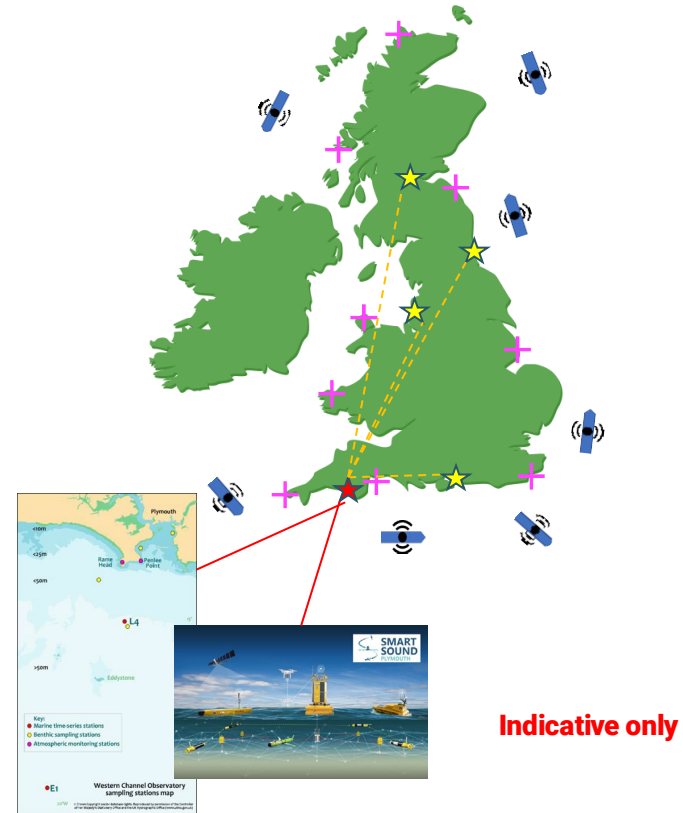 Plymouth
<10m
<25m
Rame
Head
Penlee
Point
<50m
L4
>50m
Eddystone
Key:
Marine time-series stations
Benthic sampling stations
Atmospheric monitoring stations
E1
Western Channel Observatory
sampling stations map
SMART
SOUND
PLYMOUTH
Indicative only